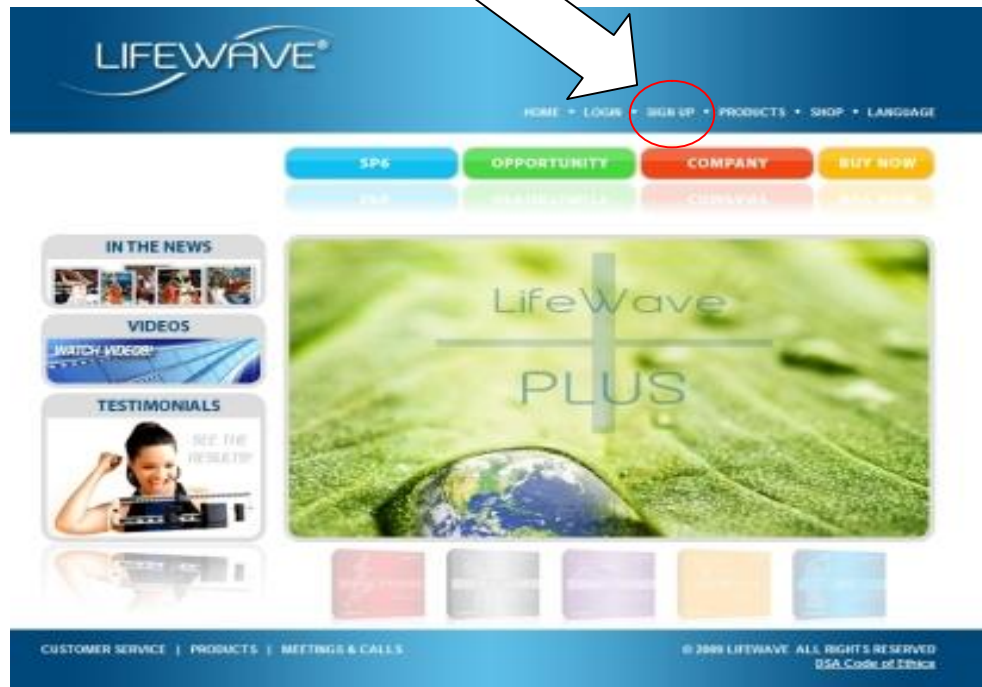 LIFEWAVE®
HOME • LOGIN • SIGN UP • PRODUCTS • SHOP • LANGUAGE
SP6 OPPORTUNITY COMPANY BUY NOW
IN THE NEWS
VIDEOS
WATCH VIDEOS!
TESTIMONIALS
SEE THE
RESULTS!
LifeWave
PLUS
CUSTOMER SERVICE | PRODUCTS | MEETINGS & CALLS
© 2009 LIFEWAVE ALL RIGHTS RESERVED
DSA Code of Ethics